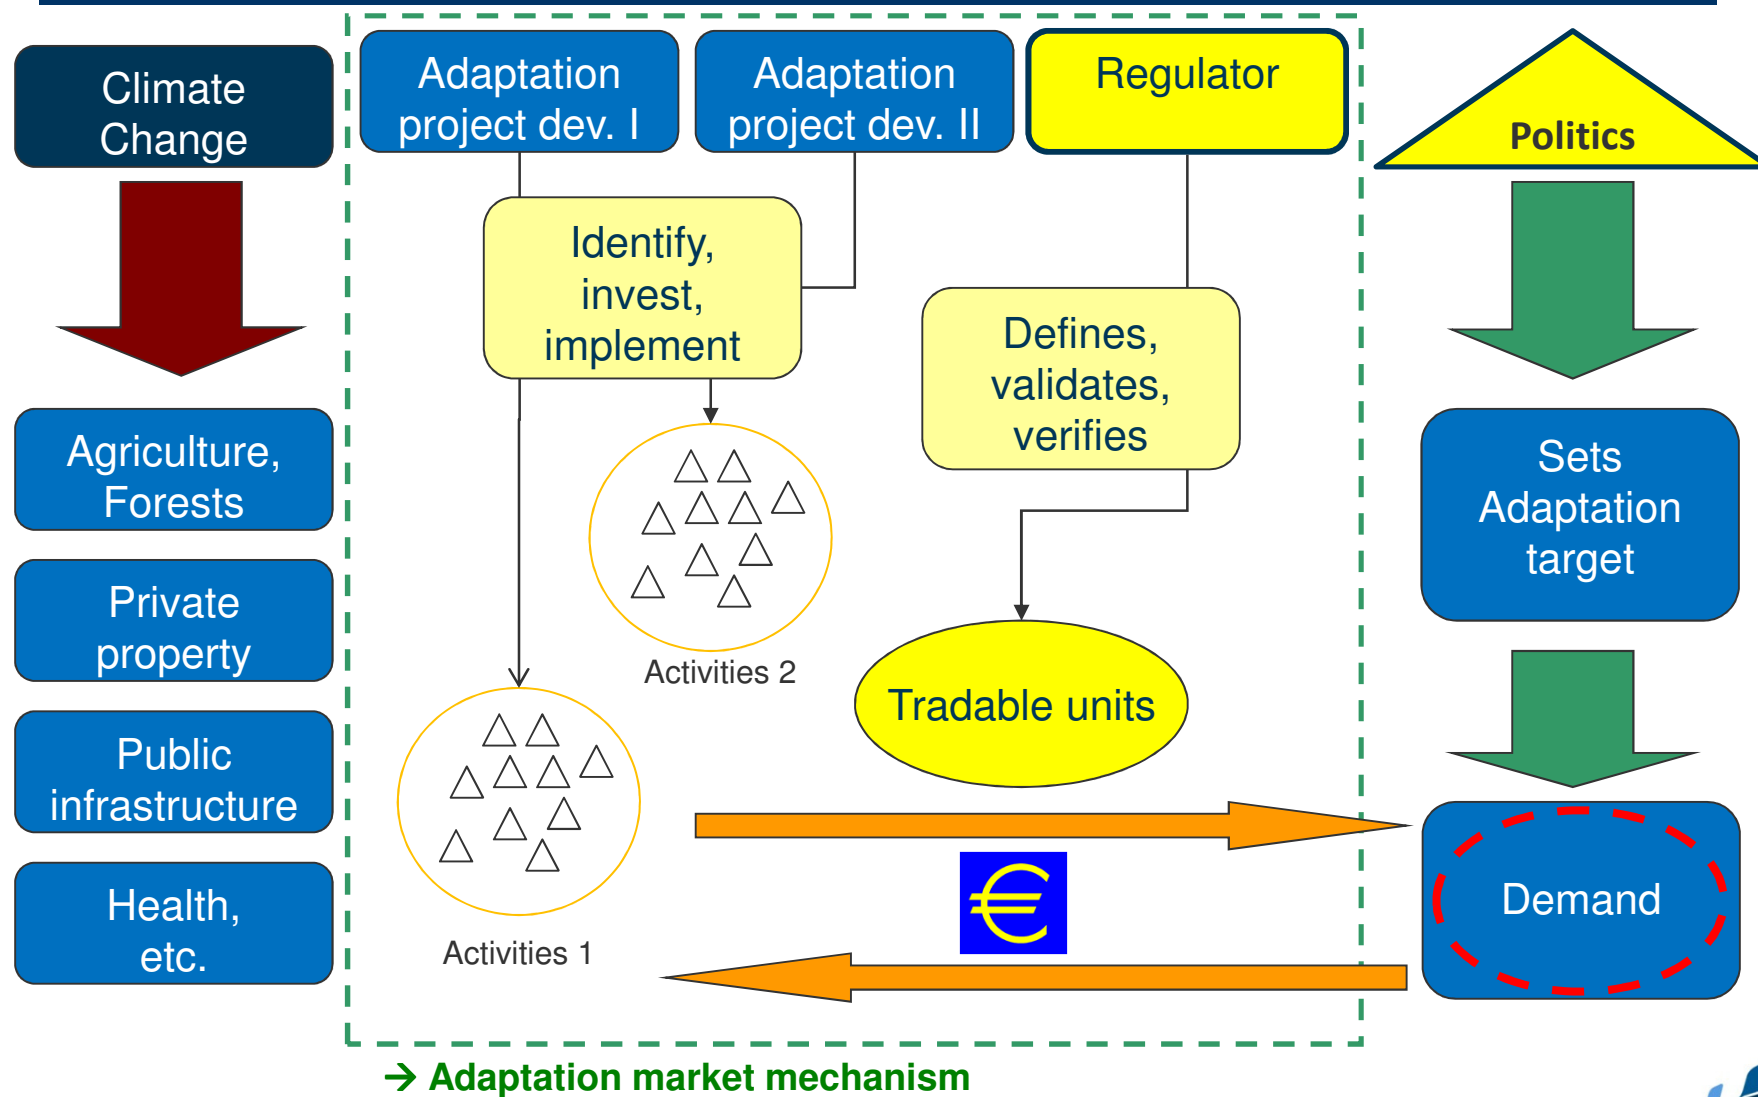 Climate
Change
Agriculture,
Forests
Private
property
Public
infrastructure
Health,
etc.
Adaptation
project dev. I
Adaptation
project dev. II
Regulator
Identify,
invest,
implement
Defines,
validates,
verifies
Activities 2
Activities 1
Tradable units
€
Politics
Sets
Adaptation
target
Demand
→ Adaptation market mechanism